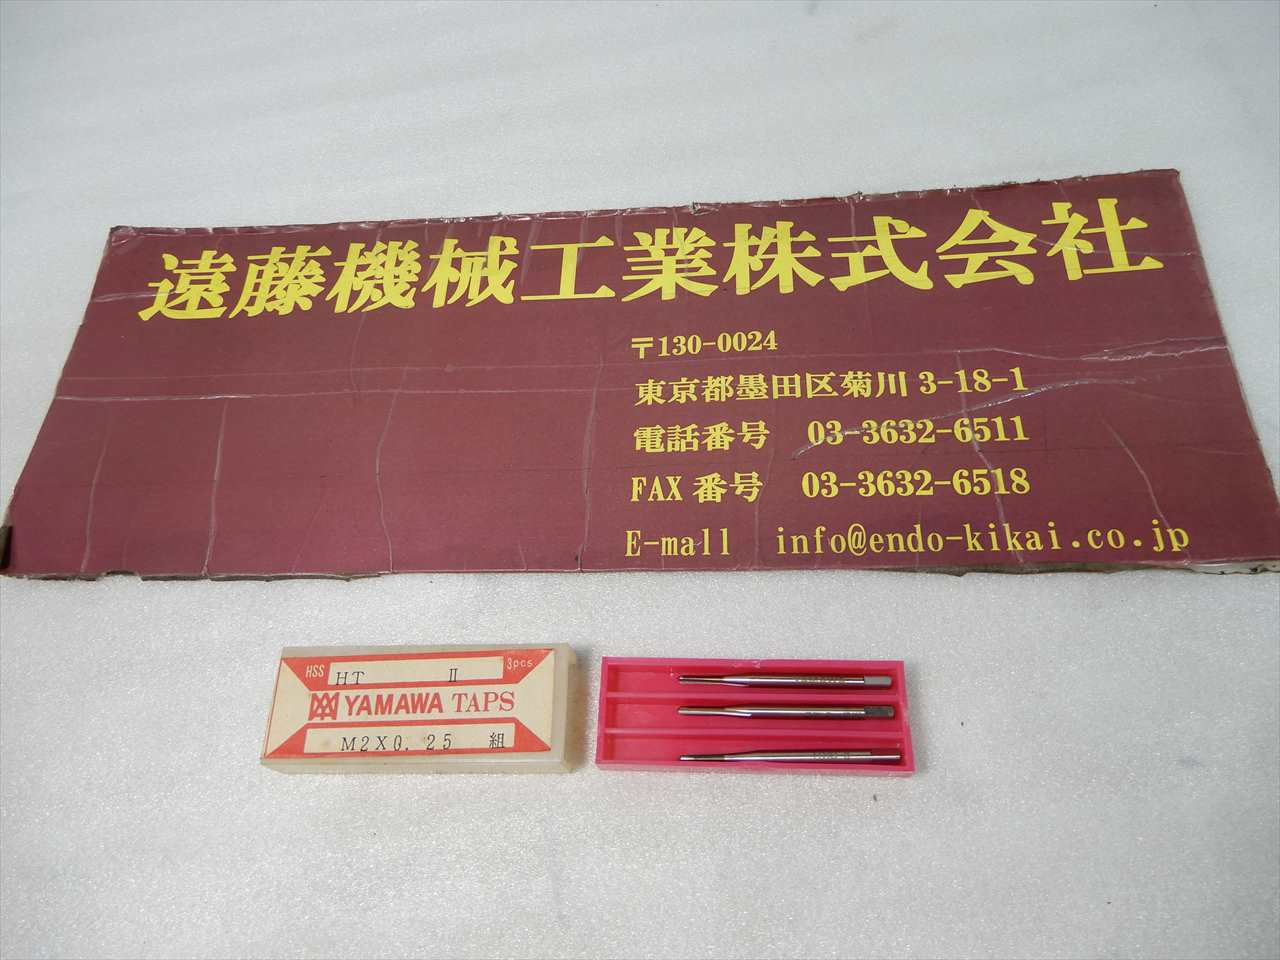 遠藤機械工業株式会社
〒130-0024
東京都墨田区菊川 3-18-1
電話番号 03-3632-6511
FAX 番号 03-3632-6518
E-mall info@endo-kikai.co.jp
HSS HT II 3pcs
YAMAWA TAPS
M2X0.25 組